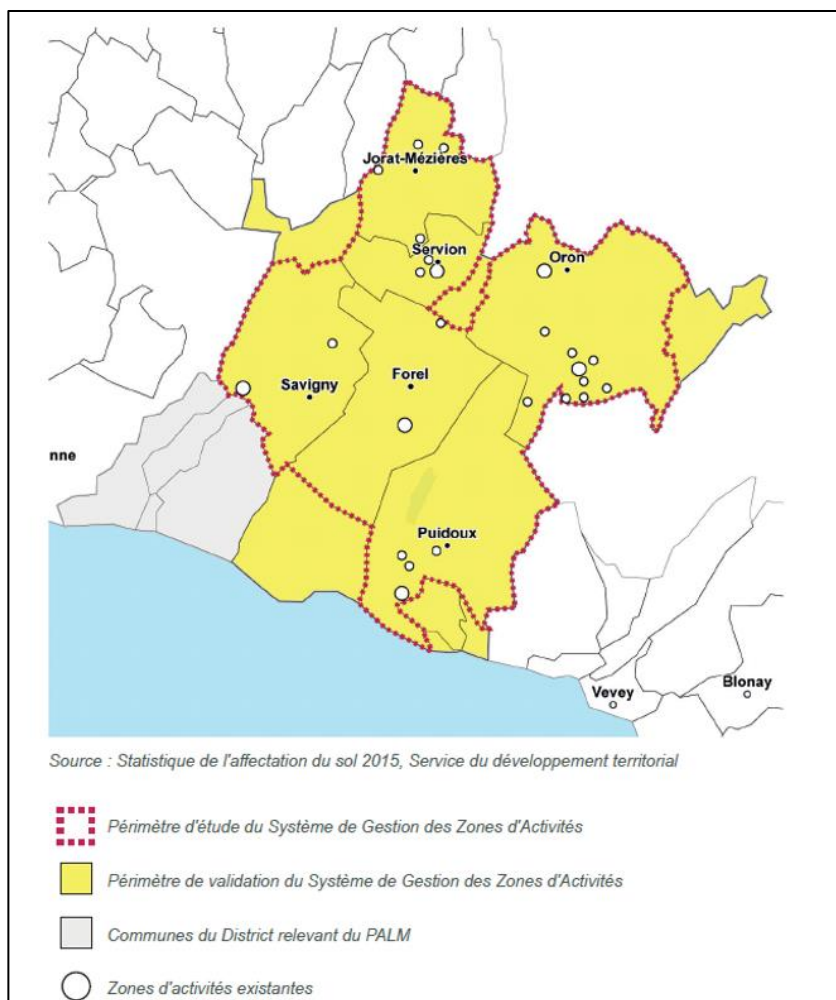 Jorat-Mézières
Servion
Oron
Savigny
Forel
nne
Puidoux
Vevey
Blonay
Source : Statistique de l'affectation du sol 2015, Service du développement territorial
Périmètre d'étude du Système de Gestion des Zones d'Activités
Périmètre de validation du Système de Gestion des Zones d'Activités
Communes du District relevant du PALM
Zones d'activités existantes